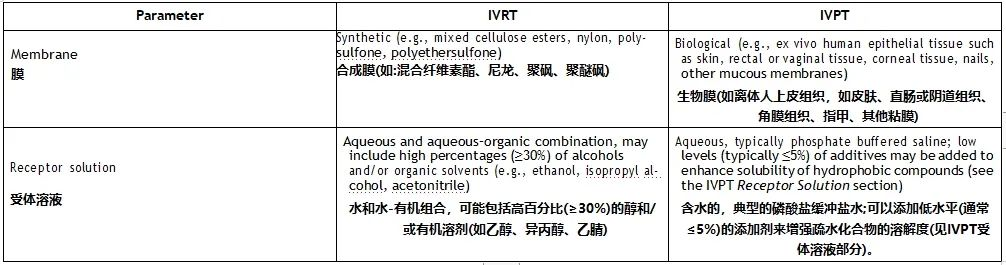 Parameter
IVRT
IVPT
Membrane
膜
Synthetic (e.g., mixed cellulose esters, nylon, poly-
sulfone, polyethersulfone)
合成膜(如:混合纤维素酯、尼龙、聚砜、聚醚砜)
Biological (e.g., ex vivo human epithelial tissue such
as skin, rectal or vaginal tissue, corneal tissue, nails,
other mucous membranes)
生物膜(如离体人上皮组织，如皮肤、直肠或阴道组织、
角膜组织、指甲、其他粘膜)
Receptor solution
受体溶液
Aqueous and aqueous-organic combination, may
include high percentages (≥30%) of alcohols
and/or organic solvents (e.g., ethanol, isopropyl al-
cohol, acetonitrile)
水和水-有机组合，可能包括高百分比(≥30%)的醇和/
或有机溶剂(如乙醇、异丙醇、乙腈)
Aqueous, typically phosphate buffered saline; low
levels (typically ≤5%) of additives may be added to
enhance solubility of hydrophobic compounds (see
the IVPT Receptor Solution section)
含水的，典型的磷酸盐缓冲盐水;可以添加低水平(通常
≤5%)的添加剂来增强疏水化合物的溶解度(见IVPT受
体溶液部分)。